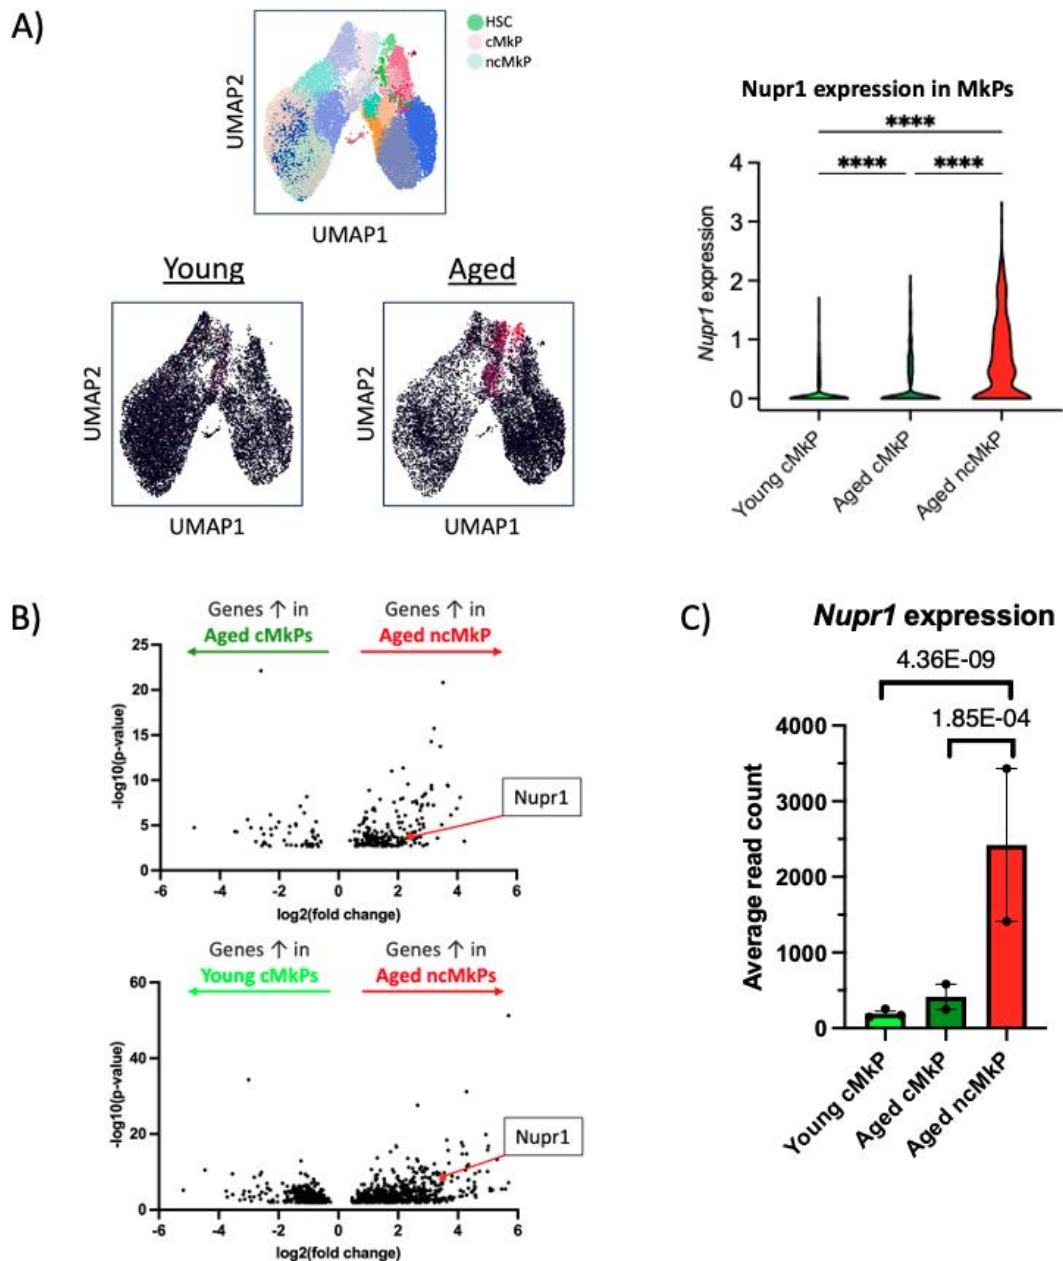 A)
HSC
cMkP
ncMkP
UMAP2
UMAP1
Young
Aged
UMAP2
UMAP1
UMAP2
UMAP1
Nupr1 expression in MkPs
****
**** ****
Nupr1 expression
4
3
2
1
0
Young cMkP
Aged cMkP
Aged ncMkP
B)
Genes ↑ in
Aged cMkPs
Genes ↑ in
Aged ncMkP
-log10(p-value)
25
20
15
10
5
0
Nupr1
-6 -4 -2 0 2 4 6
log2(fold change)
Genes ↑ in
Young cMkPs
Genes ↑ in
Aged ncMkPs
-log10(p-value)
60
40
20
0
Nupr1
-6 -4 -2 0 2 4 6
log2(fold change)
C)
Nupr1 expression
4.36E-09
1.85E-04
Average read count
4000
3000
2000
1000
0
Young cMkP
Aged cMkP
Aged ncMkP